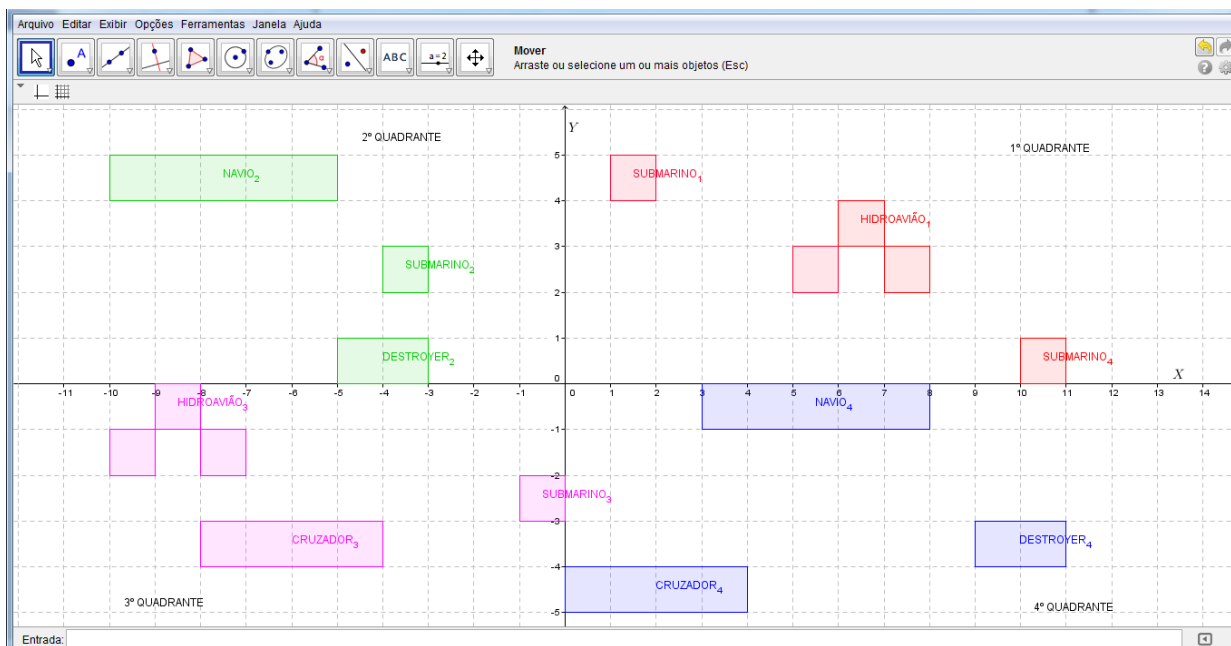 Arquivo Editar Exibir Opções Ferramentas Janela Ajuda
A
α
ABC
a=2
Mover
Arraste ou selecione um ou mais objetos (Esc)
Y
2º QUADRANTE
1º QUADRANTE
5
NAVIO2
SUBMARINO1
4
HIDROAVIÃO1
3
SUBMARINO2
2
1
DESTROYER2
SUBMARINO4
0
X
-11 -10 -9 -8 -7 -6 -5 -4 -3 -2 -1 0 1 2 3 4 5 6 7 8 9 10 11 12 13 14
HIDROAVIÃO3
NAVIO4
-1
-2
SUBMARINO3
-3
CRUZADOR3
DESTROYER4
-4
CRUZADOR4
3º QUADRANTE
4º QUADRANTE
-5
Entrada: